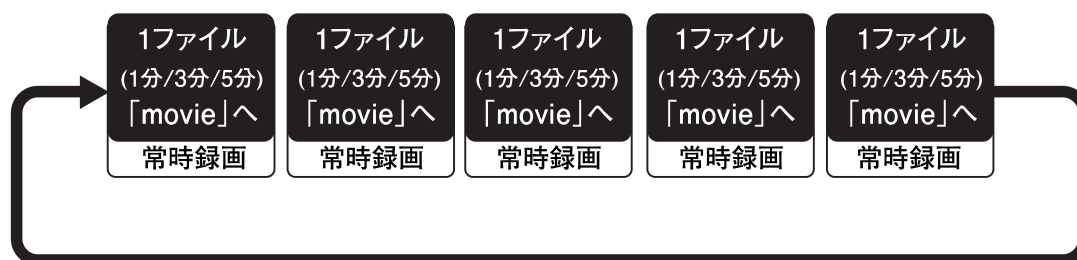 1ファイル 1ファイル 1ファイル 1ファイル 1ファイル
(1分/3分/5分) (1分/3分/5分) (1分/3分/5分) (1分/3分/5分) (1分/3分/5分)
「movie」へ 「movie」へ 「movie」へ 「movie」へ 「movie」へ
常時録画 常時録画 常時録画 常時録画 常時録画